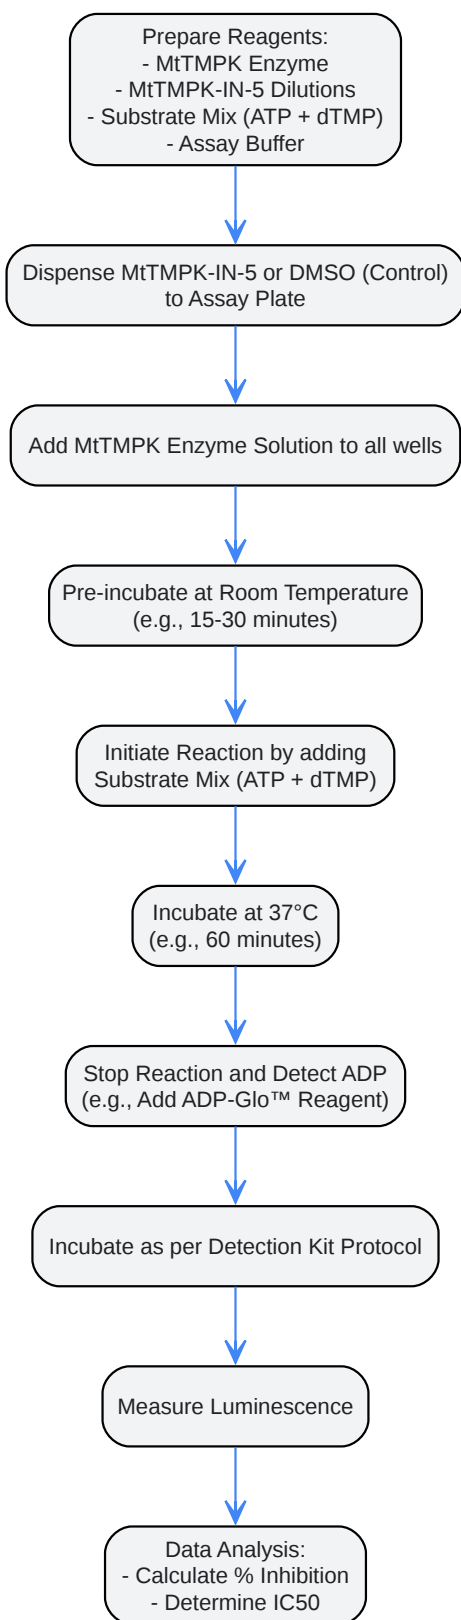 Prepare Reagents:
- MtTMPK Enzyme
- MtTMPK-IN-5 Dilutions
- Substrate Mix (ATP + dTMP)
- Assay Buffer
Dispense MtTMPK-IN-5 or DMSO (Control)
to Assay Plate
Add MtTMPK Enzyme Solution to all wells
Pre-incubate at Room Temperature
(e.g., 15-30 minutes)
Initiate Reaction by adding
Substrate Mix (ATP + dTMP)
Incubate at 37°C
(e.g., 60 minutes)
Stop Reaction and Detect ADP
(e.g., Add ADP-Glo™ Reagent)
Incubate as per Detection Kit Protocol
Measure Luminescence
Data Analysis:
- Calculate % Inhibition
- Determine IC50